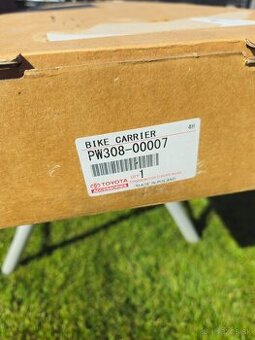 BIKE CARRIER
PW308-00007
TOYOTA
1
MADE IN POLAND